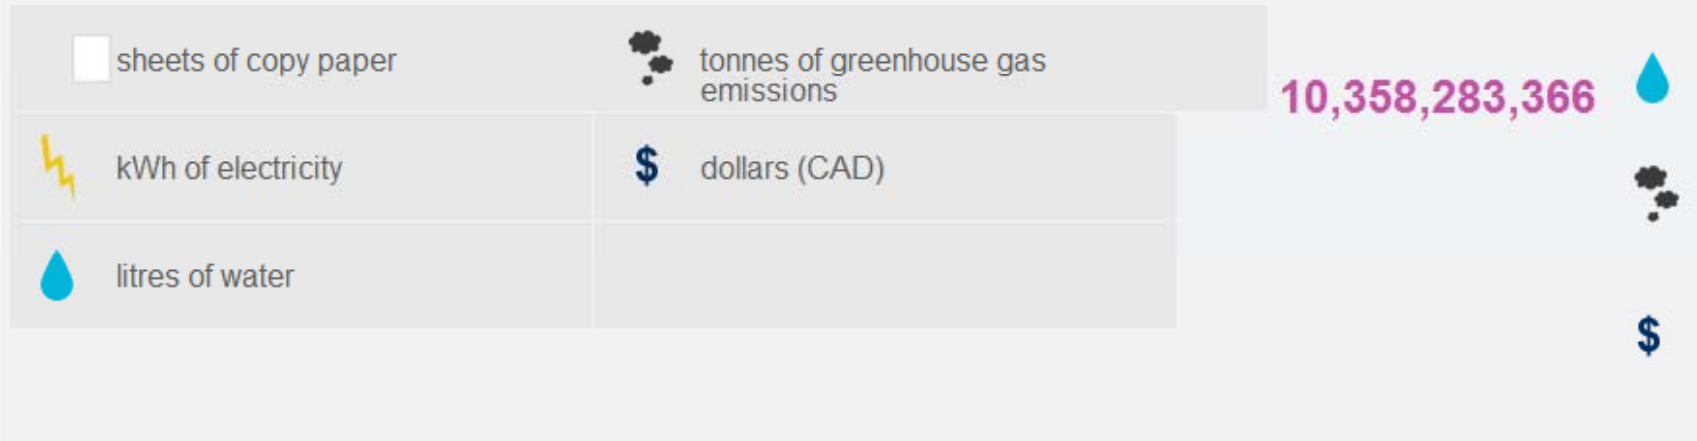 sheets of copy paper
tonnes of greenhouse gas
emissions
10,358,283,366
kWh of electricity
$
dollars (CAD)
litres of water
$